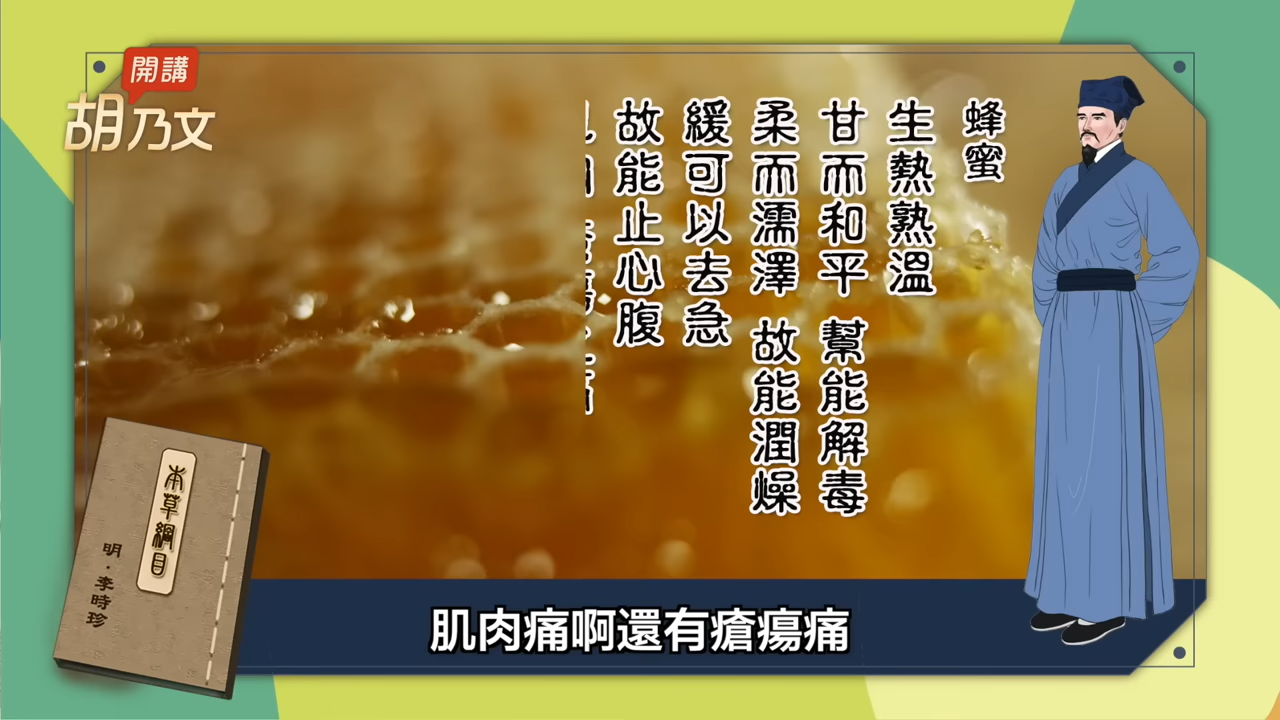 開講
胡乃文
蜂蜜
生熱熟溫
甘而和平 幫能解毒
柔而濡澤 故能潤燥
緩可以去急
故能止心腹
本草綱目
明·李時珍
肌肉痛啊還有瘡瘍痛